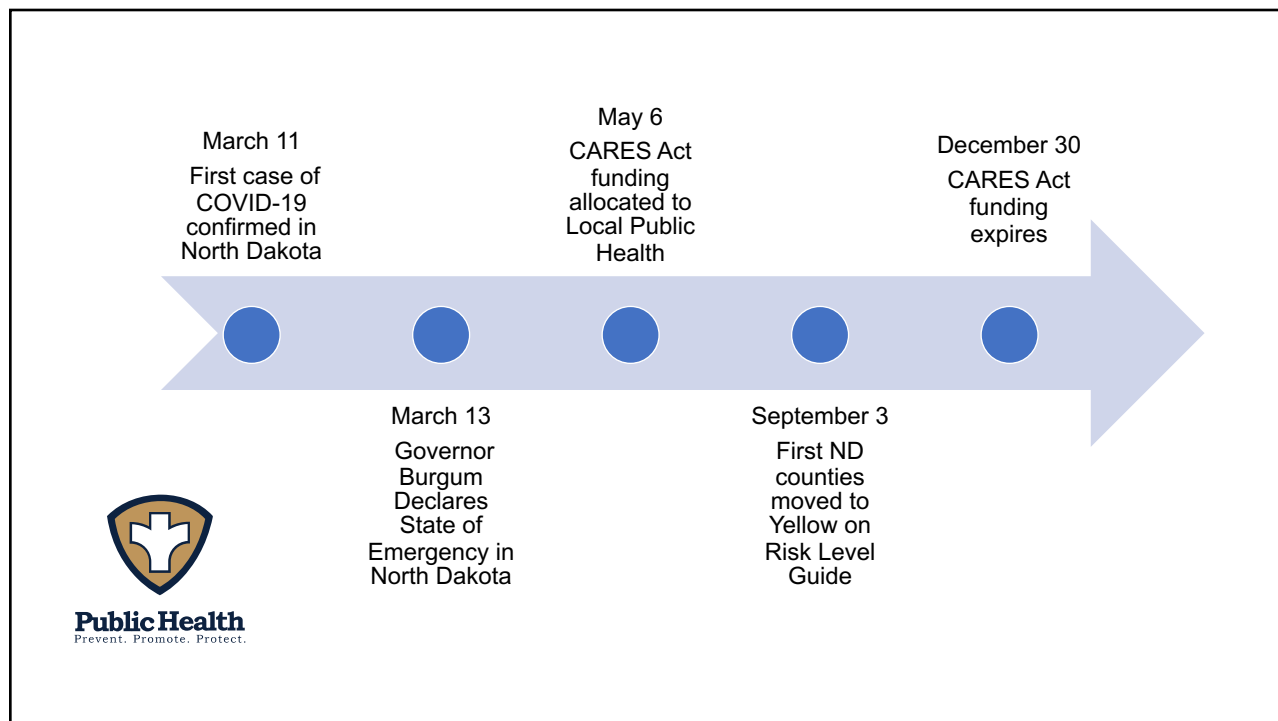 March 11
First case of
COVID-19
confirmed in
North Dakota
March 13
Governor
Burgum
Declares
State of
Emergency in
North Dakota
May 6
CARES Act
funding
allocated to
Local Public
Health
September 3
First ND
counties
moved to
Yellow on
Risk Level
Guide
December 30
CARES Act
funding
expires
Public Health
Prevent. Promote. Protect.